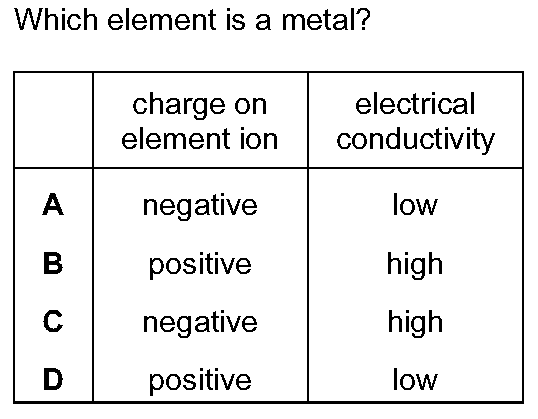 Which element is a metal?
charge on electrical
element ion conductivity
A negative low
B positive high
C negative high
D positive low